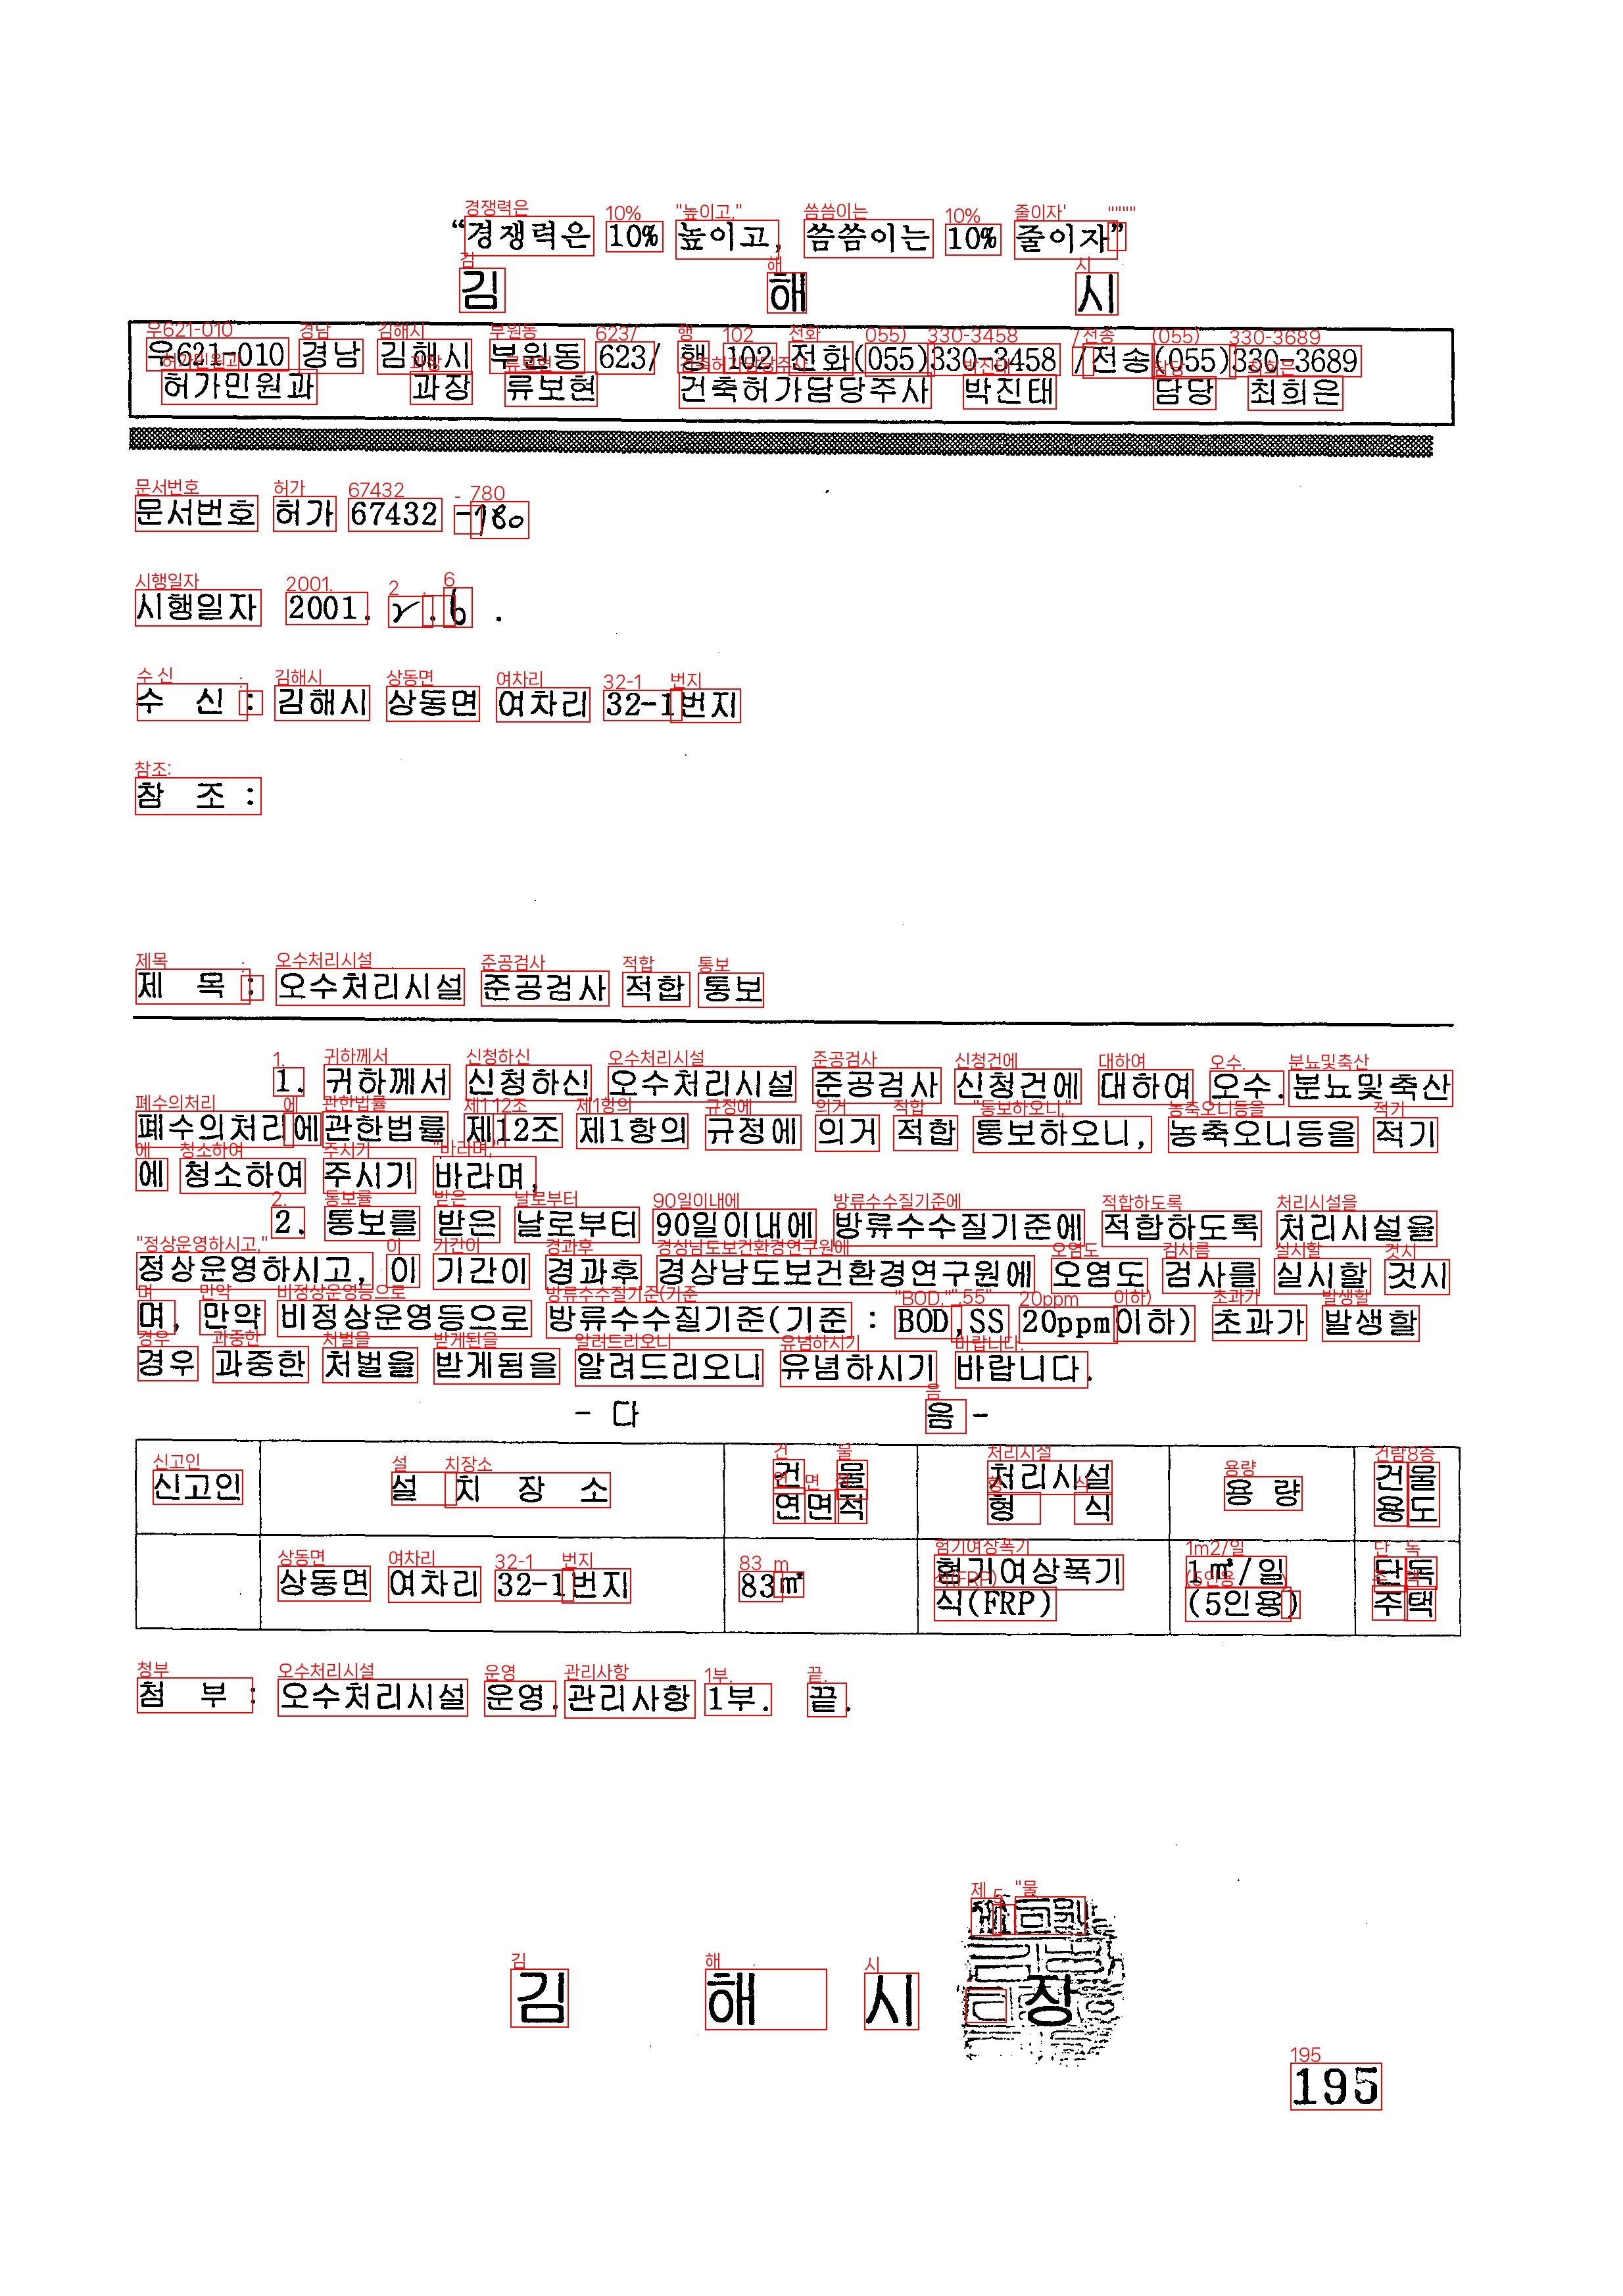 “경쟁력은 10% 높이고, 씀씀이는 10% 줄이자”
김 해 시
우621-010 경남 김해시 부원동 623/ 행 102 전화(055)330-3458 /전송(055)330-3689
허가민원과 과장 류보현 건축허가담당주사 박진태 담당 최희은
문서번호 허가 67432 -180
시행일자 2001. 2. 6 .
수 신 : 김해시 상동면 여차리 32-1번지
참 조 :
제 목 : 오수처리시설 준공검사 적합 통보
1. 귀하께서 신청하신 오수처리시설 준공검사 신청건에 대하여 오수.분뇨및축산
폐수의처리에관한법률 제12조 제1항의 규정에 의거 적합 통보하오니, 농축오니등을 적기
에 청소하여 주시기 바라며,
2. 통보를 받은 날로부터 90일이내에 방류수수질기준에 적합하도록 처리시설을
정상운영하시고, 이 기간이 경과후 경상남도보건환경연구원에 오염도 검사를 실시할 것시
며, 만약 비정상운영등으로 방류수수질기준(기준 : BOD,SS 20ppm이하) 초과가 발생할
경우 과중한 처벌을 받게됨을 알려드리오니 유념하시기 바랍니다.
- 다 음 -
신고인 설 치 장 소 건 물 연면적 처리시설 형 식 용 량 건물용도
상동면 여차리 32-1번지 83㎡ 혐기여상폭기식(FRP) 1㎥/일 (5인용) 단독주택
첨 부 : 오수처리시설 운영.관리사항 1부. 끝.
김 해 시 장
195